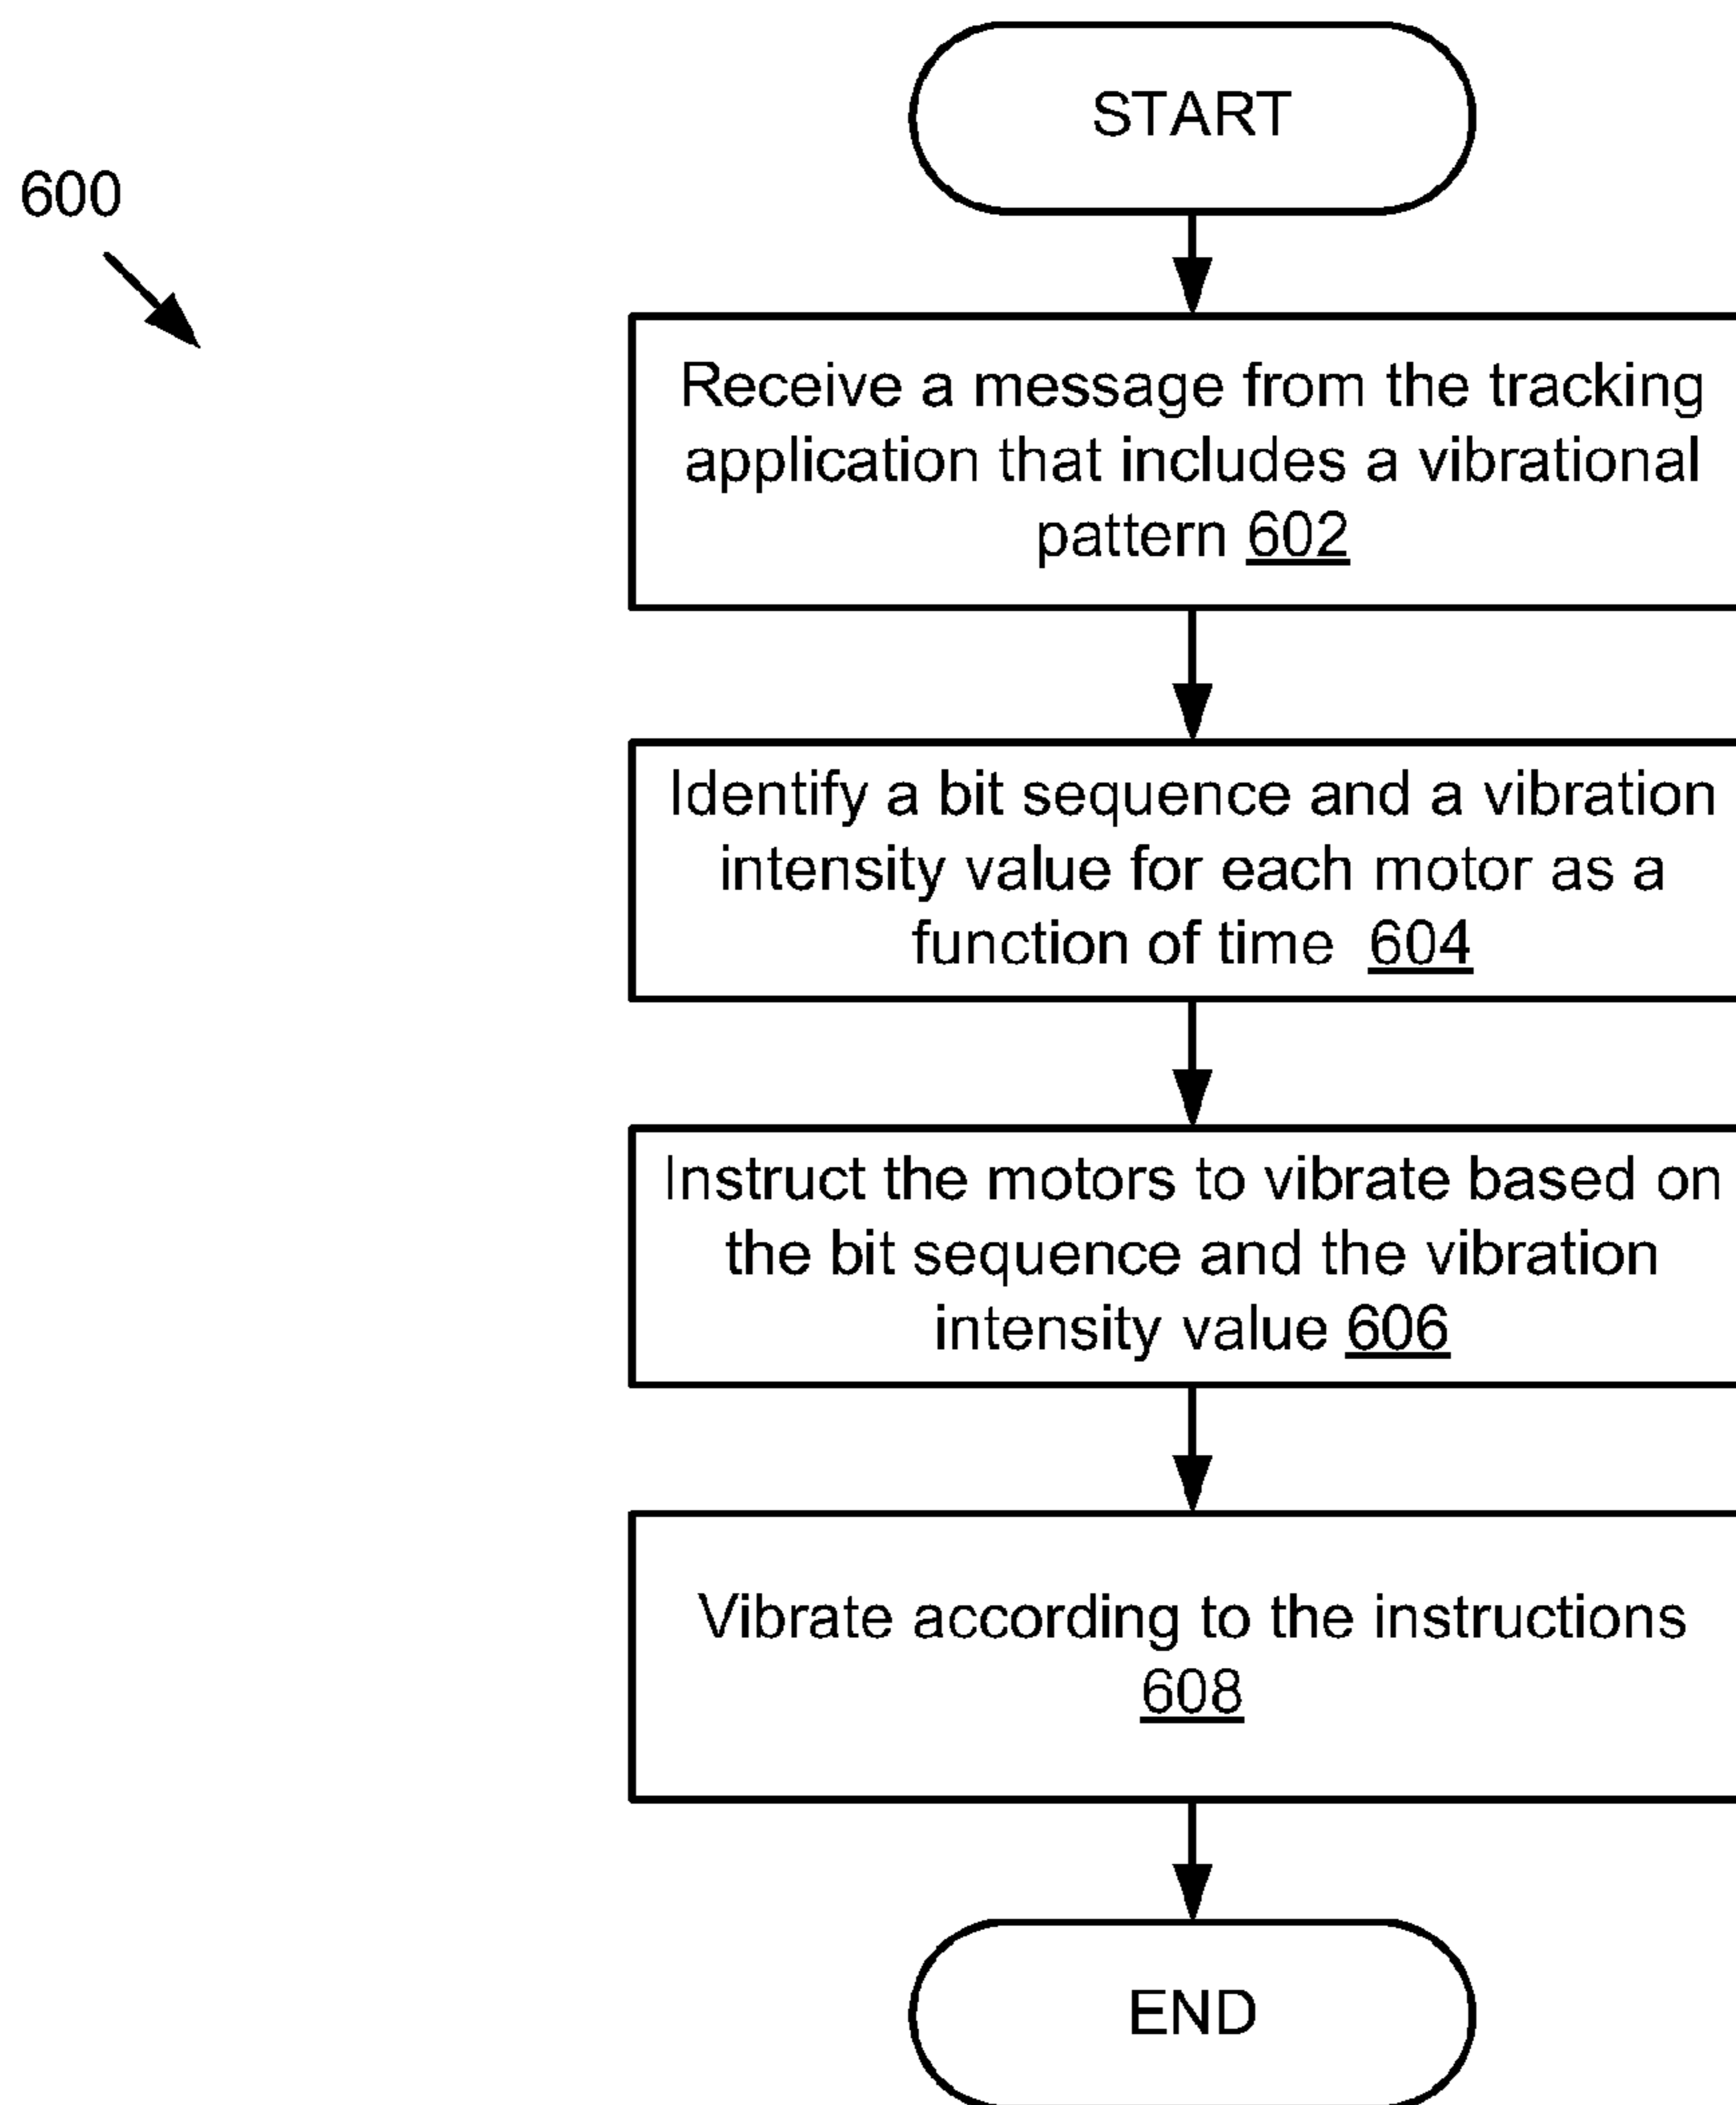 START
600
Receive a message from the tracking
application that includes a vibrational
pattern 602
Identify a bit sequence and a vibration
intensity value for each motor as a
function of time 604
Instruct the motors to vibrate based on
the bit sequence and the vibration
intensity value 606
Vibrate according to the instructions
608
END